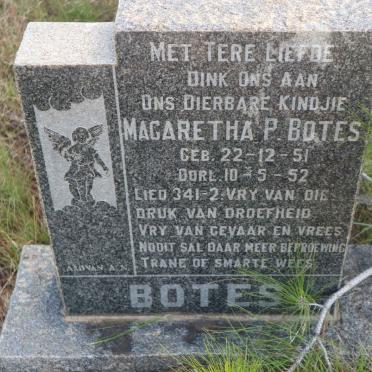 MET TERE LIEFDE
DINK ONS AAN
ONS DIERBARE KINDJIE
MAGARETHA P. BOTES
GEB. 22-12-51
OORL. 10-5-52
LIED 341-2: VRY VAN DIE
DRUK VAN DROEFHEID
VRY VAN GEVAAR EN VREES
NOOIT SAL DAAR MEER BEPROEWING
TRANE OF SMARTE WEES
BOTES